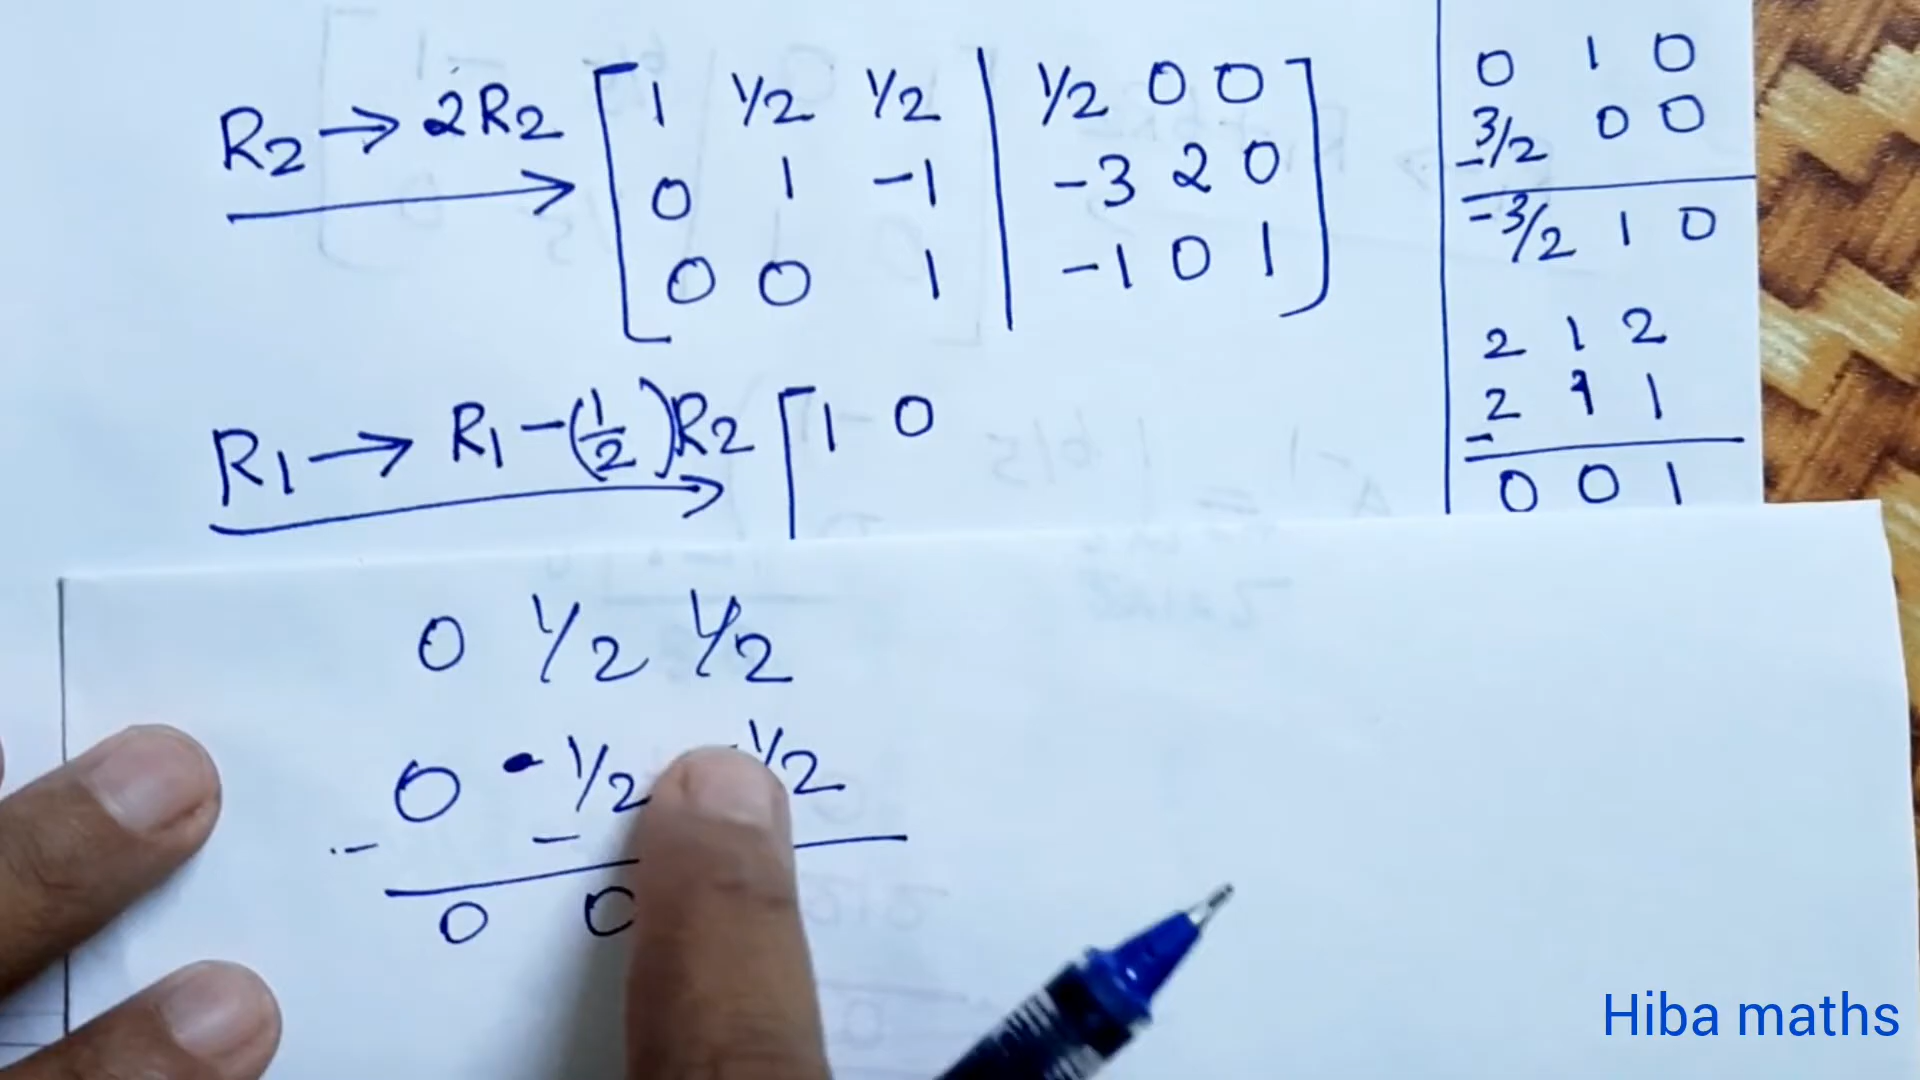 R₂ → 2R₂ [ 1 1/2 1/2 | 1/2 0 0 ]
0 1 -1 | -3 2 0
0 0 1 | -1 0 1
R₁ → R₁ - (1/2)R₂ [ 1 0
0 1/2 1/2
0 - 1/2 1/2
- -
0 0
0 1 0
3/2 0 0
-
-3/2 1 0
2 1 2
2 1 1
-
0 0 1
Hiba maths